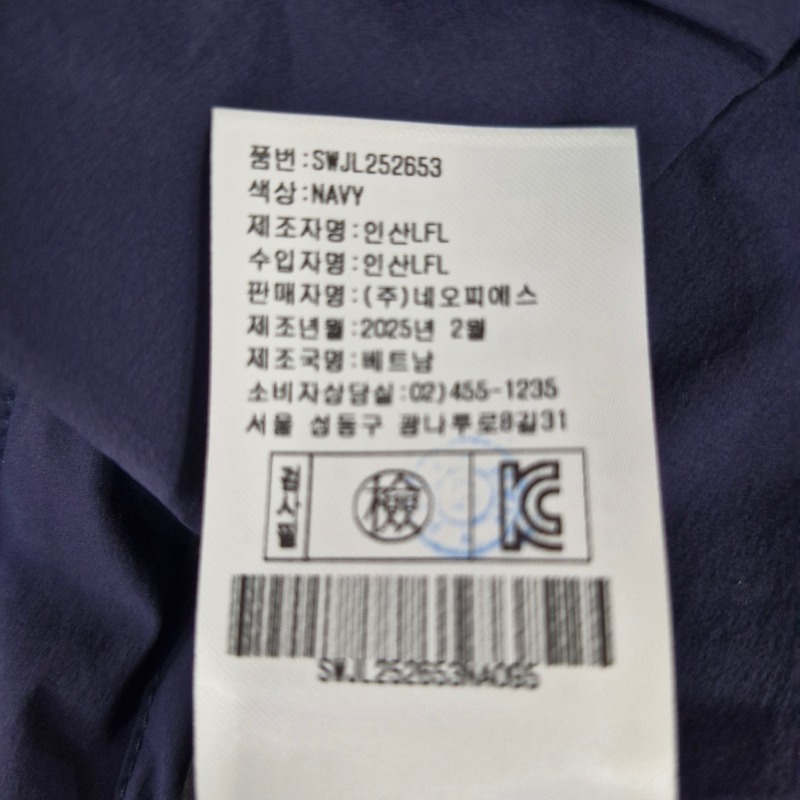 품번:SWJL252653
색상:NAVY
제조자명:인산LFL
수입자명:인산LFL
판매자명:(주)네오피에스
제조년월:2025년 2월
제조국명:베트남
소비자상담실:02)455-1235
서울 성동구 광나루로8길31
검사필
檢
KC
SWJL252653NA065